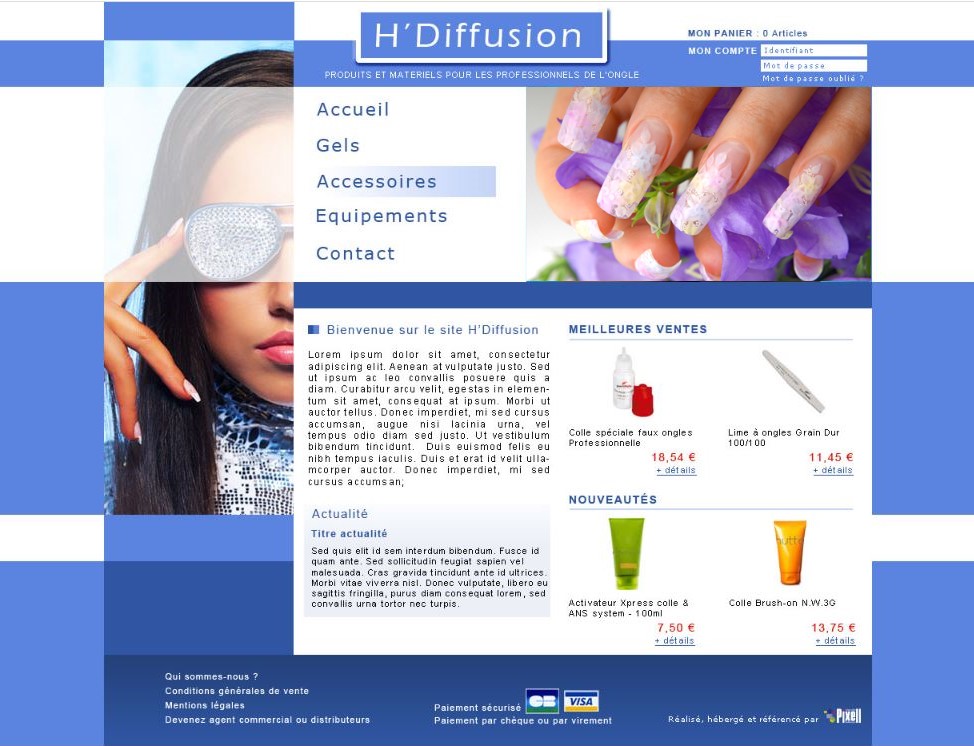 H'Diffusion
PRODUITS ET MATERIELS POUR LES PROFESSIONNELS DE L'ONGLE
MON PANIER : 0 Articles
MON COMPTE Identifiant
Mot de passe
Mot de passe oublié ?
Accueil
Gels
Accessoires
Equipements
Contact
Bienvenue sur le site H'Diffusion
Lorem ipsum dolor sit amet, consectetur
adipiscing elit. Aenean at vulputate justo. Sed
ut ipsum ac leo convallis posuere quis a
diam. Curabitur arcu velit, egestas in elemen-
tum sit amet, consequat at ipsum. Morbi ut
auctor tellus. Donec imperdiet, mi sed cursus
accumsan, augue nisi lacinia urna, vel
tempus odio diam sed justo. Ut vestibulum
bibendum tincidunt. Duis euismod felis eu
nibh tempus iaculis. Duis et erat id velit ulla-
mcorper auctor. Donec imperdiet, mi sed
cursus accumsan;
Actualité
Titre actualité
Sed quis elit id sem interdum bibendum. Fusce id
quam ante. Sed sollicitudin feugiat sapien vel
malesuada. Cras gravida tincidunt ante id ultrices.
Morbi vitae viverra nisl. Donec vulputate, libero eu
sagittis fringilla, purus diam consequat lorem, sed
convallis urna tortor nec turpis.
MEILLEURES VENTES
Colle spéciale faux ongles
Professionnelle
18,54 €
+ détails
Lime à ongles Grain Dur
100/100
11,45 €
+ détails
NOUVEAUTÉS
Activateur Xpress colle &
ANS system - 100ml
7,50 €
+ détails
Colle Brush-on N.W.3G
13,75 €
+ détails
Qui sommes-nous ?
Conditions générales de vente
Mentions légales
Devenez agent commercial ou distributeurs
Paiement sécurisé CB VISA
Paiement par chèque ou par virement
Réalisé, hébergé et référencé par Pixell